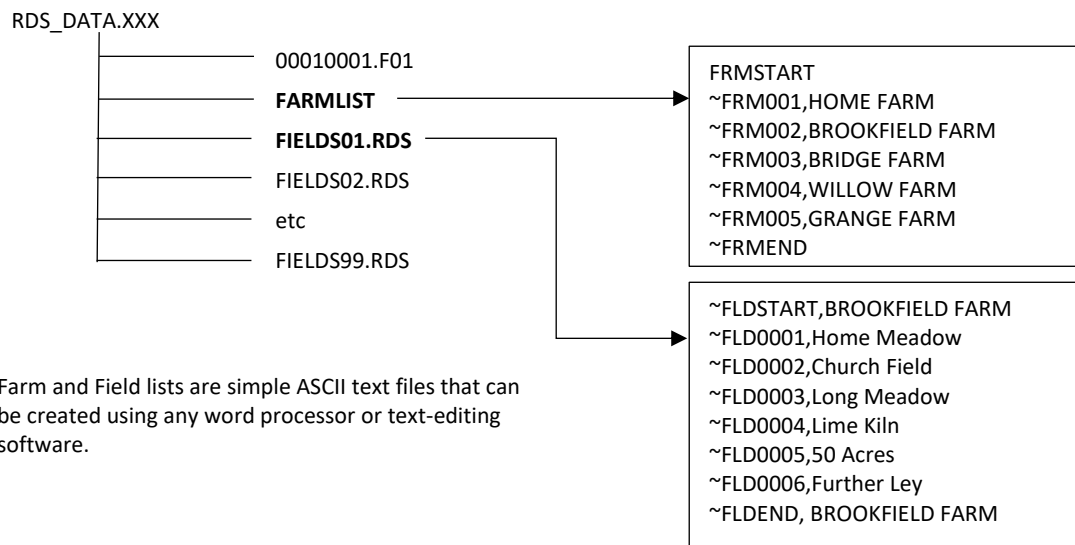 RDS_DATA.XXX
00010001.F01
FARMLIST
FIELDS01.RDS
FIELDS02.RDS
etc
FIELDS99.RDS
FRMSTART
~FRM001,HOME FARM
~FRM002,BROOKFIELD FARM
~FRM003,BRIDGE FARM
~FRM004,WILLOW FARM
~FRM005,GRANGE FARM
~FRMEND
~FLDSTART,BROOKFIELD FARM
~FLD0001,Home Meadow
~FLD0002,Church Field
~FLD0003,Long Meadow
~FLD0004,Lime Kiln
~FLD0005,50 Acres
~FLD0006,Further Ley
~FLDEND, BROOKFIELD FARM
Farm and Field lists are simple ASCII text files that can
be created using any word processor or text-editing
software.